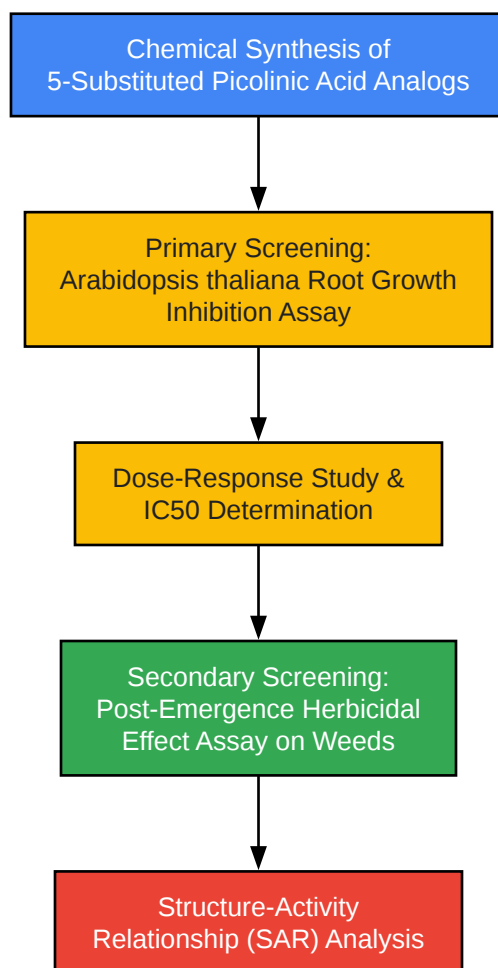 Chemical Synthesis of
5-Substituted Picolinic Acid Analogs
Primary Screening:
Arabidopsis thaliana Root Growth
Inhibition Assay
Dose-Response Study &
IC50 Determination
Secondary Screening:
Post-Emergence Herbicidal
Effect Assay on Weeds
Structure-Activity
Relationship (SAR) Analysis